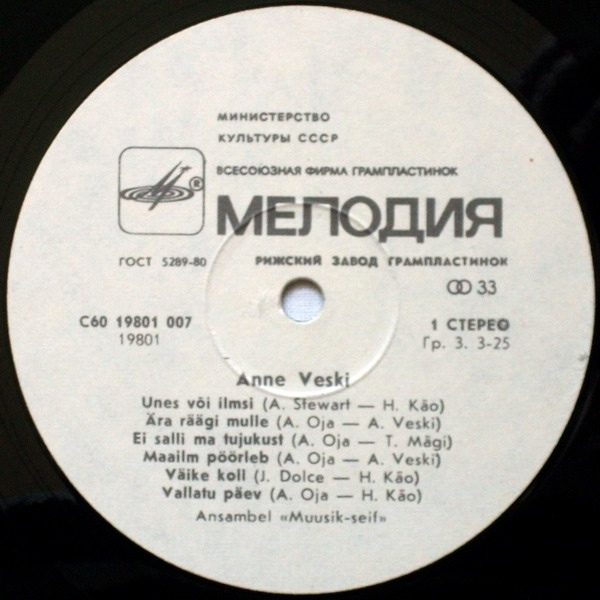 МИНИСТЕРСТВО
КУЛЬТУРЫ СССР
ВСЕСОЮЗНАЯ ФИРМА ГРАМПЛАСТИНОК
® МЕЛОДИЯ
ГОСТ 5289-80 РИЖСКИЙ ЗАВОД ГРАМПЛАСТИНОК
33
С60 19801 007 1 СТЕРЕО
19801 Гр. 3. 3-25
Anne Veski
Unes või ilmsi (A. Stewart — H. Käo)
Ära räägi mulle (A. Oja — A. Veski)
Ei salli ma tujukust (A. Oja — T. Mägi)
Maailm pöörleb (A. Oja — A. Veski)
Väike koll (J. Dolce — H. Käo)
Vallatu päev (A. Oja — H. Käo)
Ansambel «Muusik-seif»